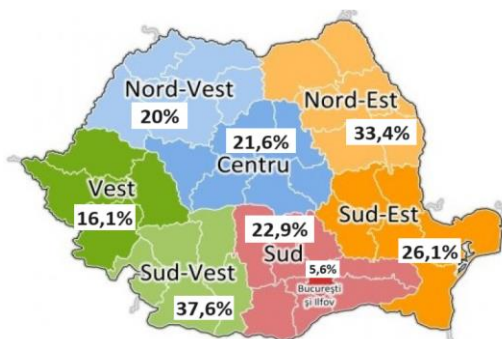 Nord-Vest
20%
Nord-Est
33,4%
21,6%
Centru
Vest
16,1%
Sud-Est
26,1%
22,9%
Sud
5,6%
București
și Ilfov
Sud-Vest
37,6%